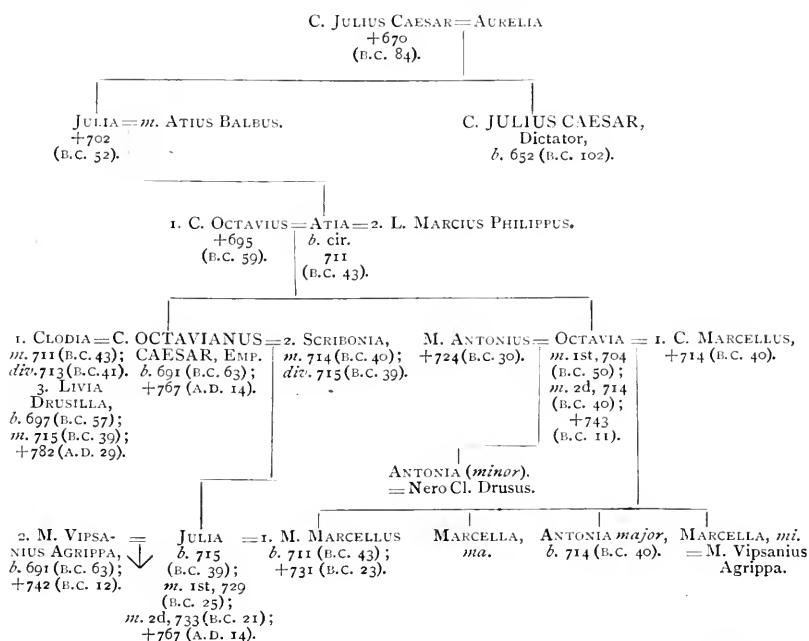 C. JULIUS CAESAR = AURELIA
+670
(B.C. 84).
JULIA = m. ATIUS BALBUS.
+702
(B.C. 52).
C. JULIUS CAESAR,
Dictator,
b. 652 (B.C. 102).
1. C. OCTAVIUS = ATIA = 2. L. MARCIUS PHILIPPUS.
+695
(B.C. 59).
b. cir.
711
(B.C. 43).
1. CLODIA = C. OCTAVIANUS = 2. SCRIBONIA,
m. 711 (B.C. 43);
div. 713 (B.C. 41).
3. LIVIA
DRUSILLA,
b. 697 (B.C. 57);
m. 715 (B.C. 39);
+782 (A.D. 29).
CAESAR, EMP.
b. 691 (B.C. 63);
+767 (A.D. 14).
m. 714 (B.C. 40);
div. 715 (B.C. 39).
M. ANTONIUS = OCTAVIA = 1. C. MARCELLUS,
+724 (B.C. 30).
m. 1st, 704
(B.C. 50);
m. 2d, 714
(B.C. 40);
+743
(B.C. 11).
+714 (B.C. 40).
ANTONIA (minor).
= Nero Cl. Drusus.
2. M. VIPSA- = JULIA = 1. M. MARCELLUS
NIUS AGRIPPA,
b. 691 (B.C. 63);
+742 (B.C. 12).
b. 715
(B.C. 39);
m. 1st, 729
(B.C. 25);
m. 2d, 733 (B.C. 21);
+767 (A.D. 14).
b. 711 (B.C. 43);
+731 (B.C. 23).
MARCELLA,
ma.
ANTONIA major,
b. 714 (B.C. 40).
MARCELLA, mi.
= M. Vipsanius
Agrippa.